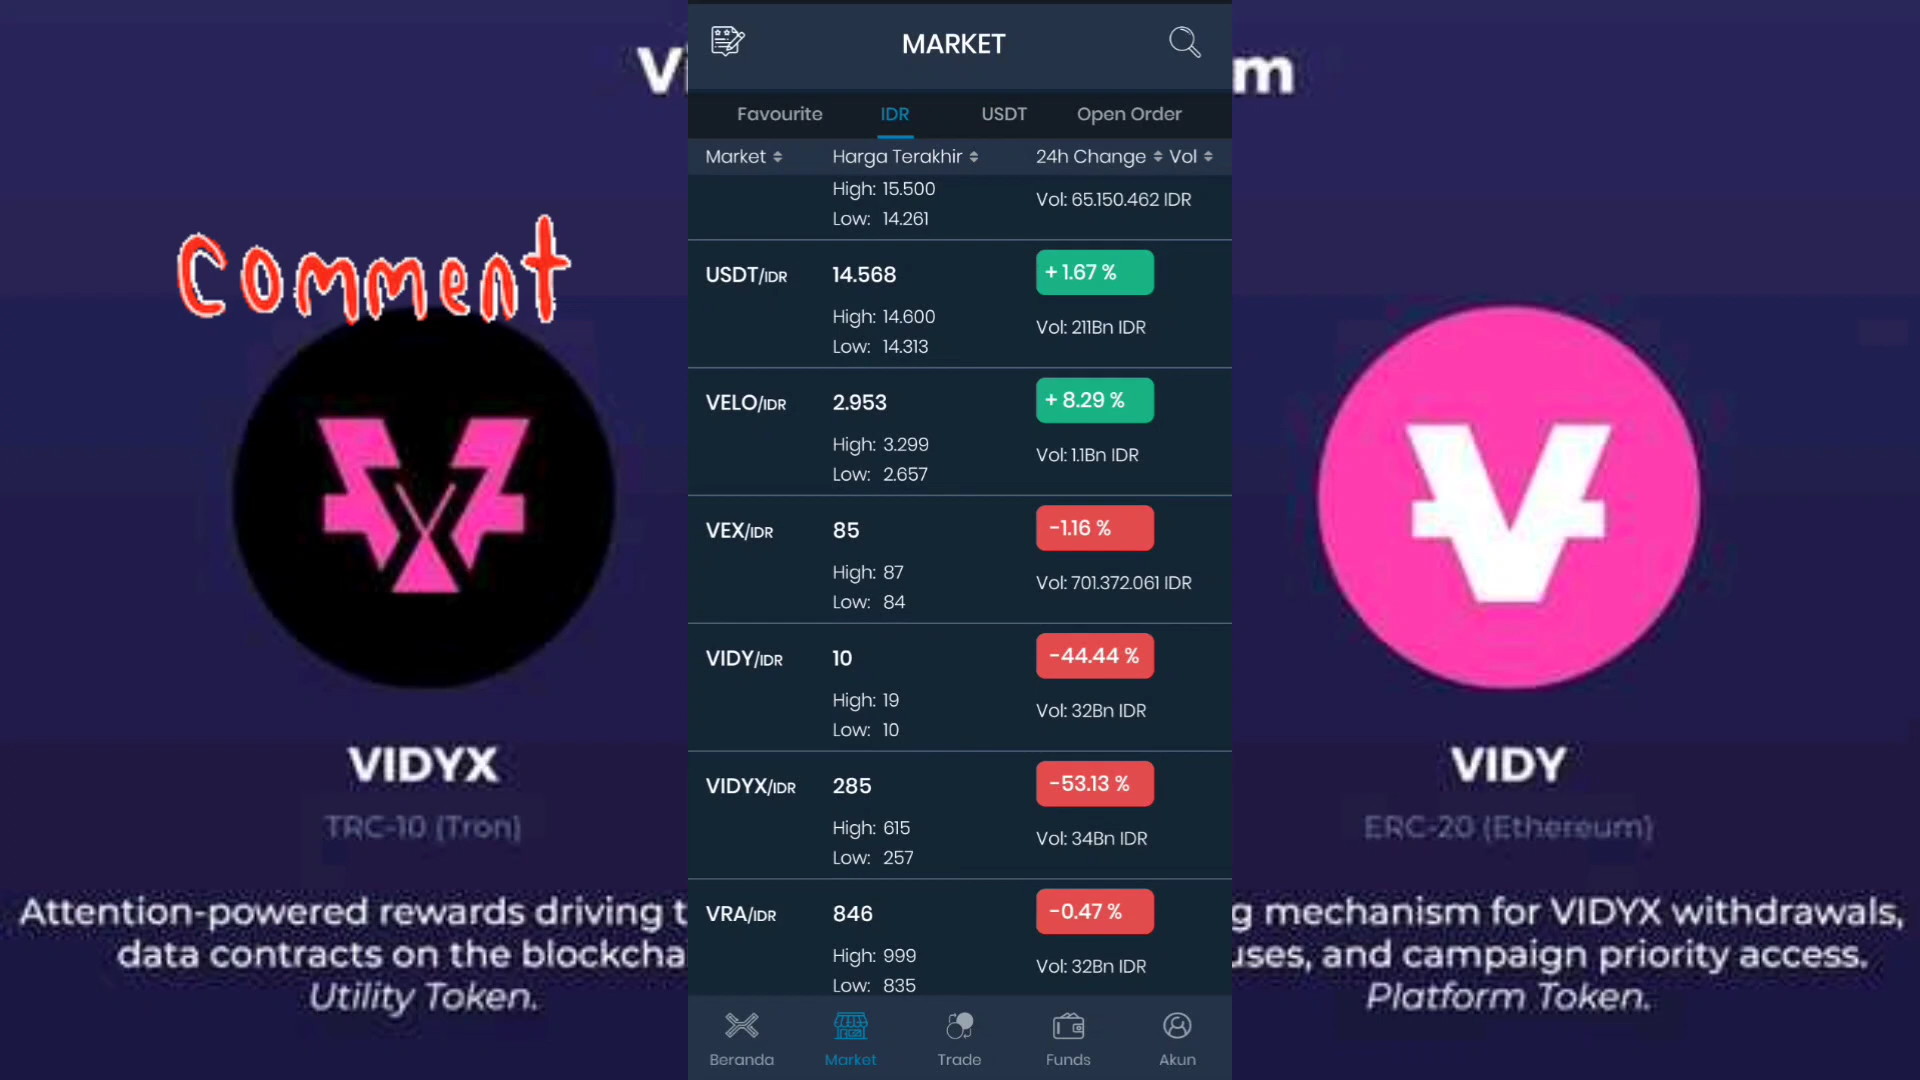 Vi
m
MARKET
Favourite IDR USDT Open Order
Market Harga Terakhir 24h Change Vol
High: 15.500
Low: 14.261
Vol: 65.150.462 IDR
comment
USDT/IDR 14.568 +1.67 %
High: 14.600
Low: 14.313
Vol: 211Bn IDR
VELO/IDR 2.953 +8.29 %
High: 3.299
Low: 2.657
Vol: 1.1Bn IDR
VEX/IDR 85 -1.16 %
High: 87
Low: 84
Vol: 701.372.061 IDR
VIDY/IDR 10 -44.44 %
High: 19
Low: 10
Vol: 32Bn IDR
VIDYX/IDR 285 -53.13 %
High: 615
Low: 257
Vol: 34Bn IDR
VRA/IDR 846 -0.47 %
High: 999
Low: 835
Vol: 32Bn IDR
Beranda Market Trade Funds Akun
VIDYX
TRC-10 (Tron)
Attention-powered rewards driving t
data contracts on the blockcha
Utility Token.
VIDY
ERC-20 (Ethereum)
g mechanism for VIDYX withdrawals,
uses, and campaign priority access.
Platform Token.